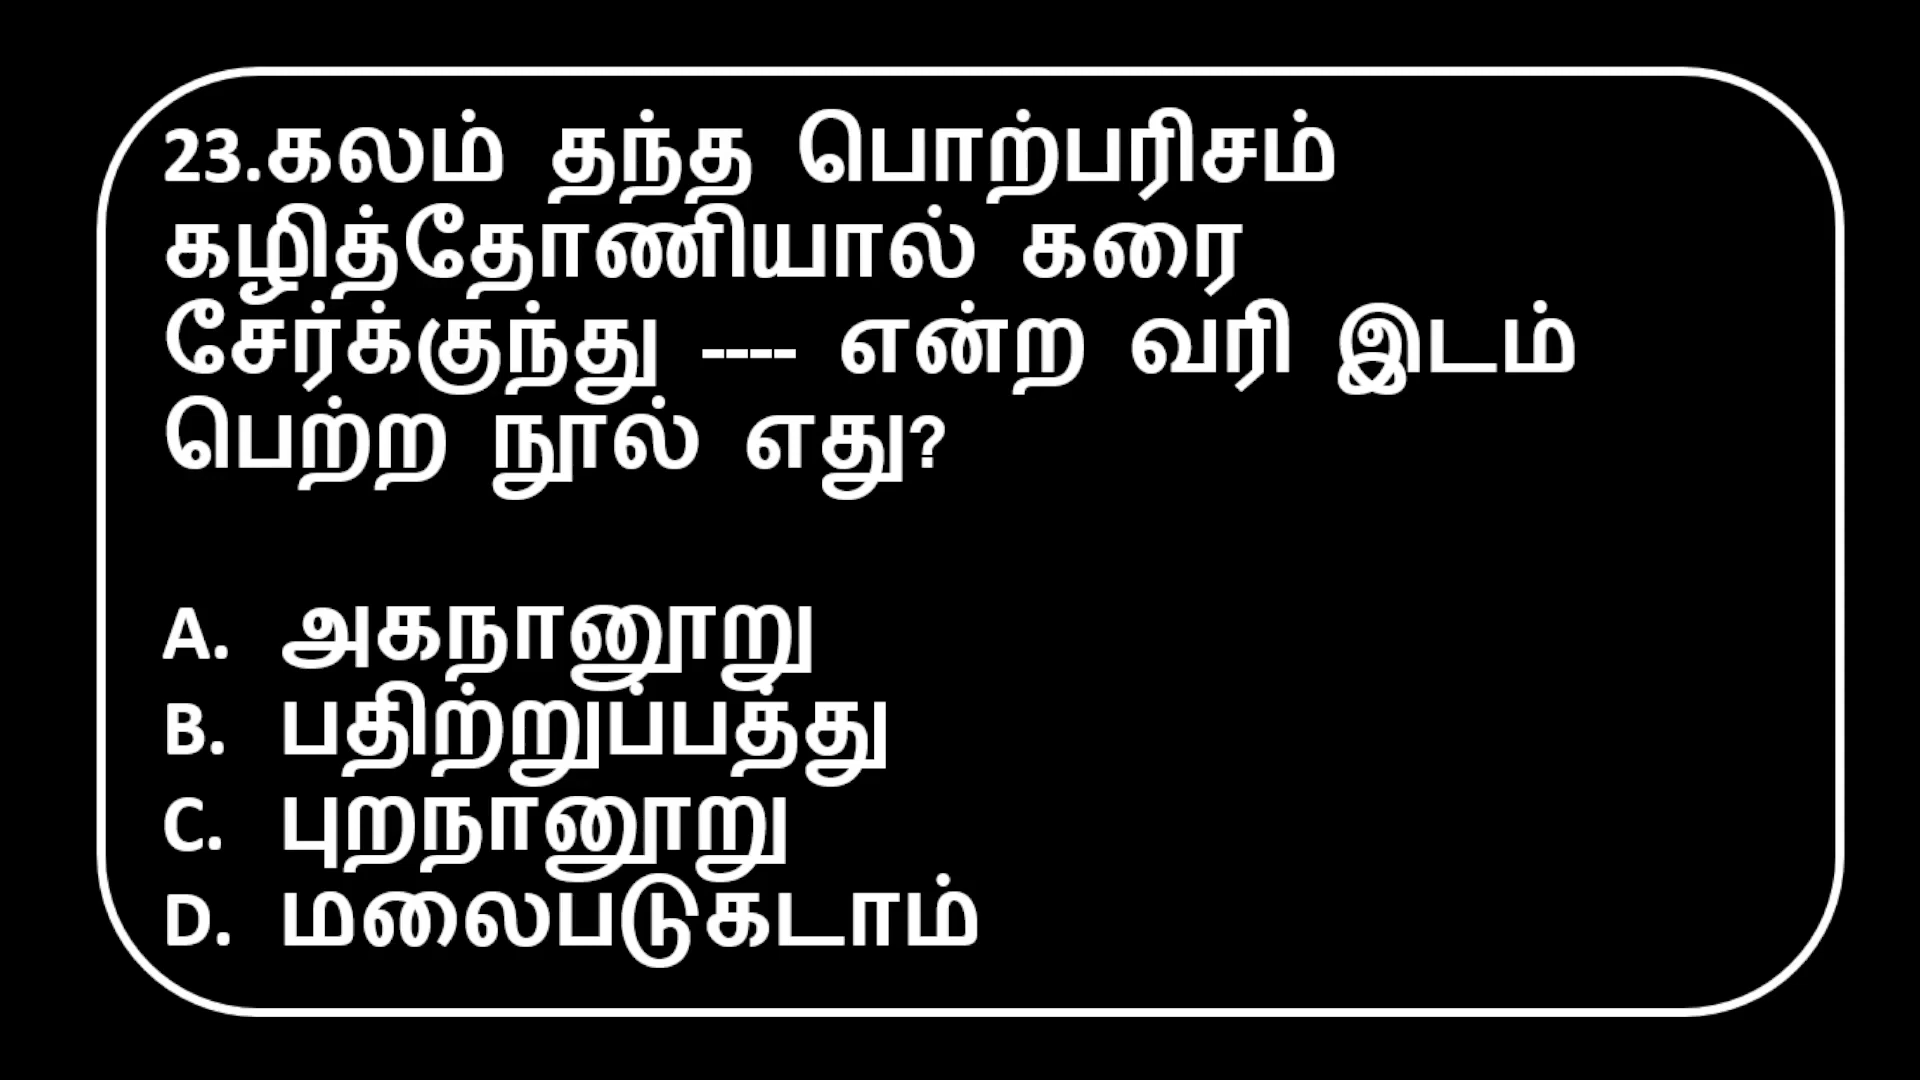 23.கலம் தந்த பொற்பரிசம்
கழித்தோணியால் கரை
சேர்க்குந்து ---- என்ற வரி இடம்
பெற்ற நூல் எது?
A. அகநானூறு
B. பதிற்றுப்பத்து
C. புறநானூறு
D. மலைபடுகடாம்